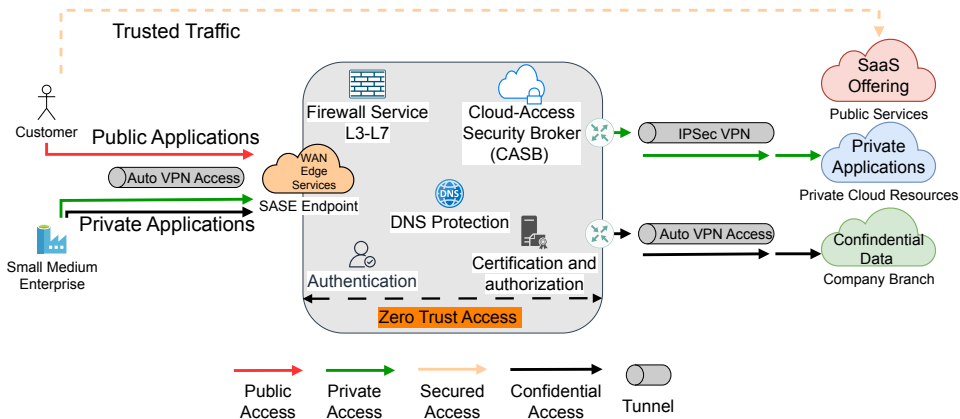 Trusted Traffic
SaaS
Offering
Public Services
Customer
Public Applications
Auto VPN Access
Private Applications
Small Medium
Enterprise
WAN
Edge
Services
SASE Endpoint
Firewall Service
L3-L7
Cloud-Access
Security Broker
(CASB)
DNS
DNS Protection
Authentication
Certification and
authorization
Zero Trust Access
IPSec VPN
Private
Applications
Private Cloud Resources
Auto VPN Access
Confindential
Data
Company Branch
Public
Access
Private
Access
Secured
Access
Confidential
Access
Tunnel